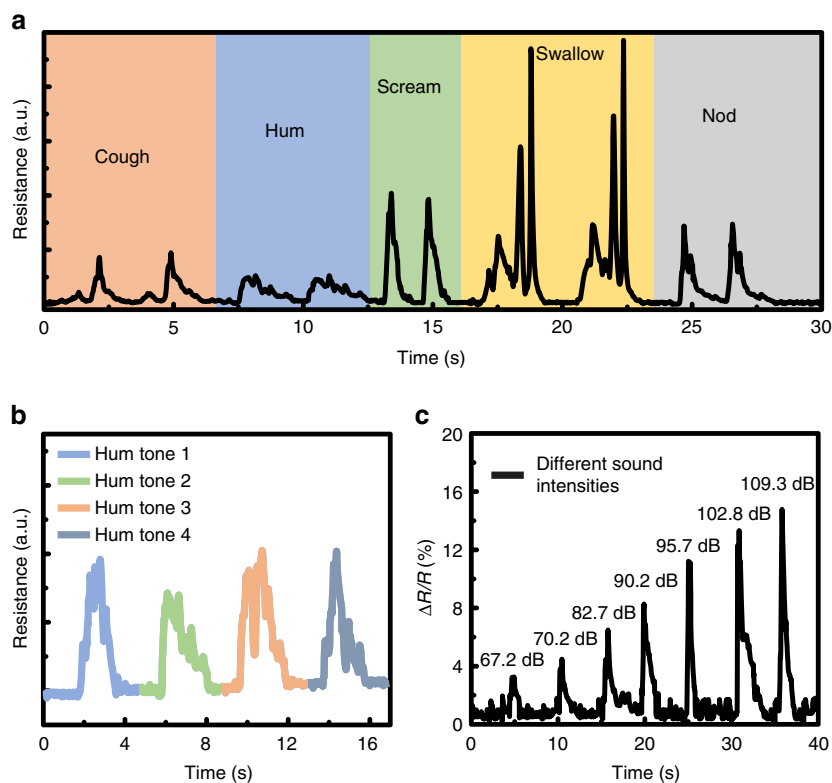 a
Resistance (a.u.)
Cough
Hum
Scream
Swallow
Nod
0 5 10 15 20 25 30
Time (s)
b
Resistance (a.u.)
Hum tone 1
Hum tone 2
Hum tone 3
Hum tone 4
0 4 8 12 16
Time (s)
c
ΔR/R (%)
20
16
12
8
4
0
Different sound
intensities
67.2 dB
70.2 dB
82.7 dB
90.2 dB
95.7 dB
102.8 dB
109.3 dB
0 10 20 30 40
Time (s)